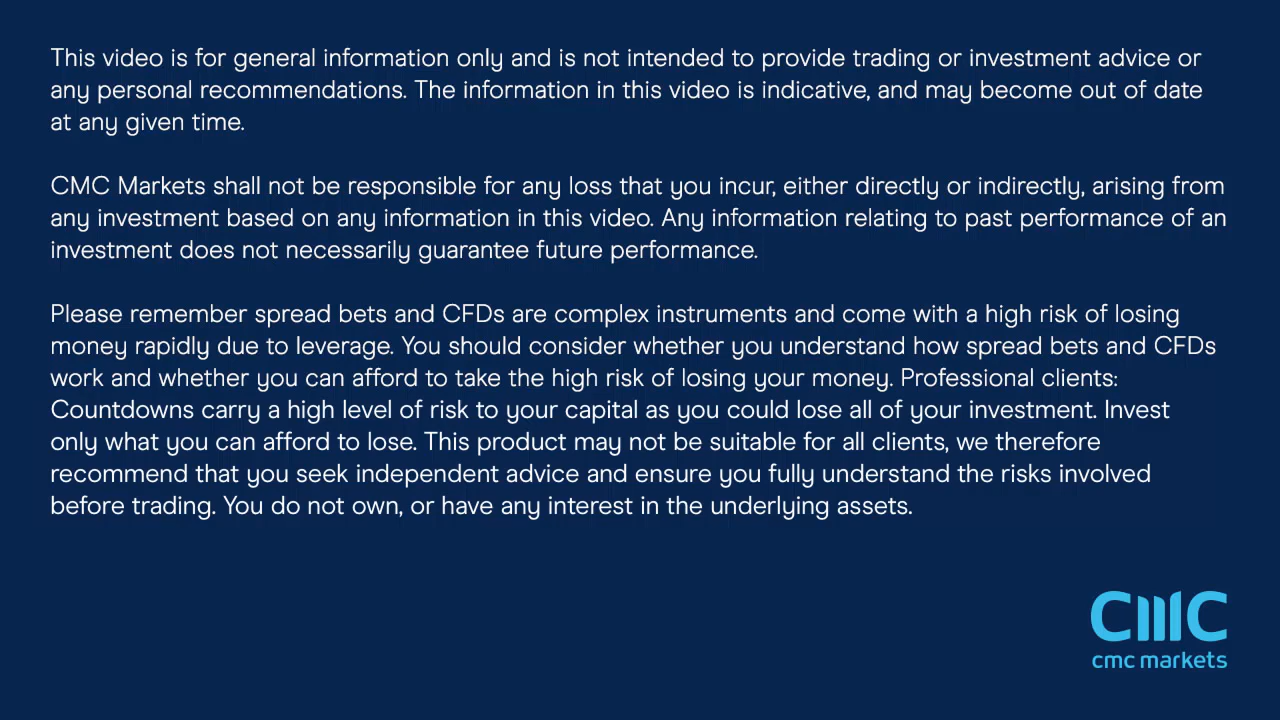 This video is for general information only and is not intended to provide trading or investment advice or
any personal recommendations. The information in this video is indicative, and may become out of date
at any given time.
CMC Markets shall not be responsible for any loss that you incur, either directly or indirectly, arising from
any investment based on any information in this video. Any information relating to past performance of an
investment does not necessarily guarantee future performance.
Please remember spread bets and CFDs are complex instruments and come with a high risk of losing
money rapidly due to leverage. You should consider whether you understand how spread bets and CFDs
work and whether you can afford to take the high risk of losing your money. Professional clients:
Countdowns carry a high level of risk to your capital as you could lose all of your investment. Invest
only what you can afford to lose. This product may not be suitable for all clients, we therefore
recommend that you seek independent advice and ensure you fully understand the risks involved
before trading. You do not own, or have any interest in the underlying assets.
CMC
cmc markets